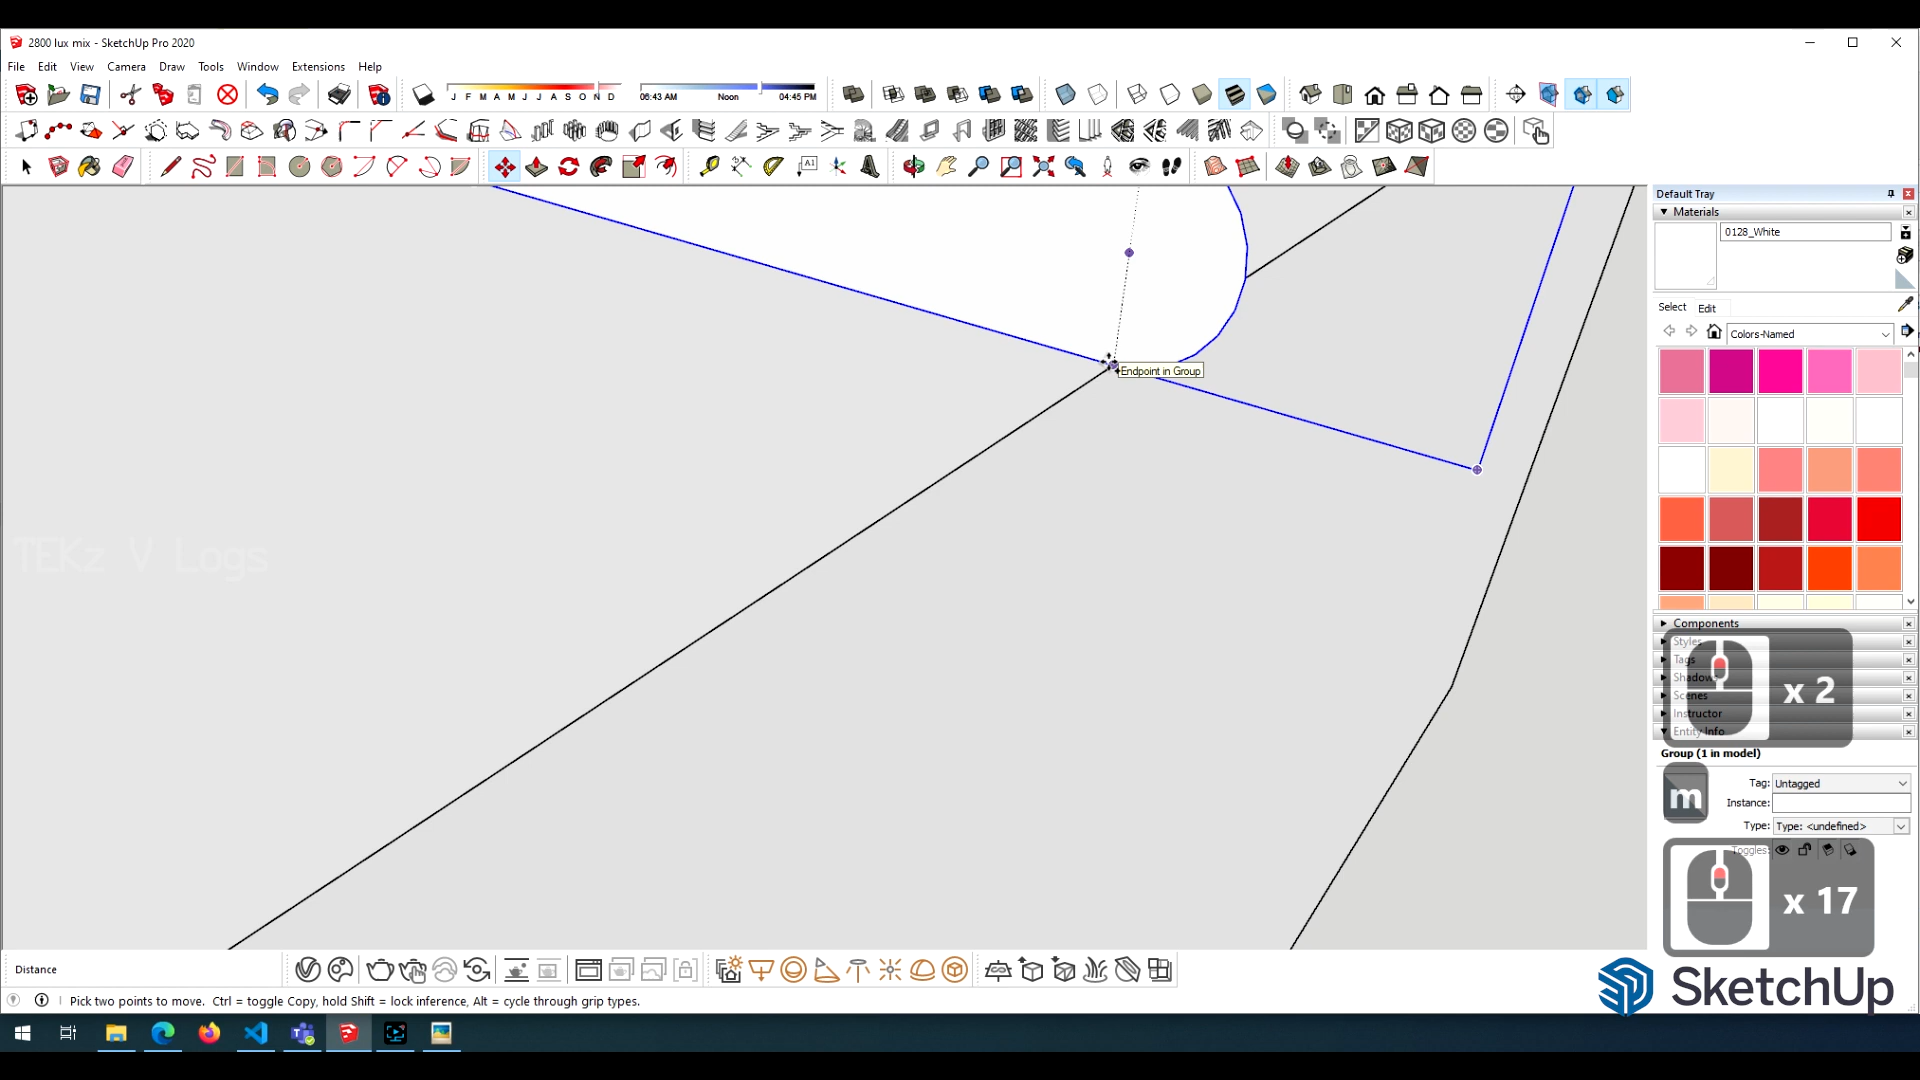 2800 lux mix - SketchUp Pro 2020
File Edit View Camera Draw Tools Window Extensions Help
J F M A M J J A S O N D
06:43 AM Noon 04:45 PM
Default Tray
Materials
0128_White
Select Edit
Colors-Named
Endpoint in Group
TEKz V Logs
Components
Styles
Tags
Shadows
Scenes
Instructor
Entity Info
x 2
Group (1 in model)
m
Tag: Untagged
Instance:
Type: Type: <undefined>
Toggles:
x 17
Distance
SketchUp
Pick two points to move. Ctrl = toggle Copy, hold Shift = lock inference, Alt = cycle through grip types.